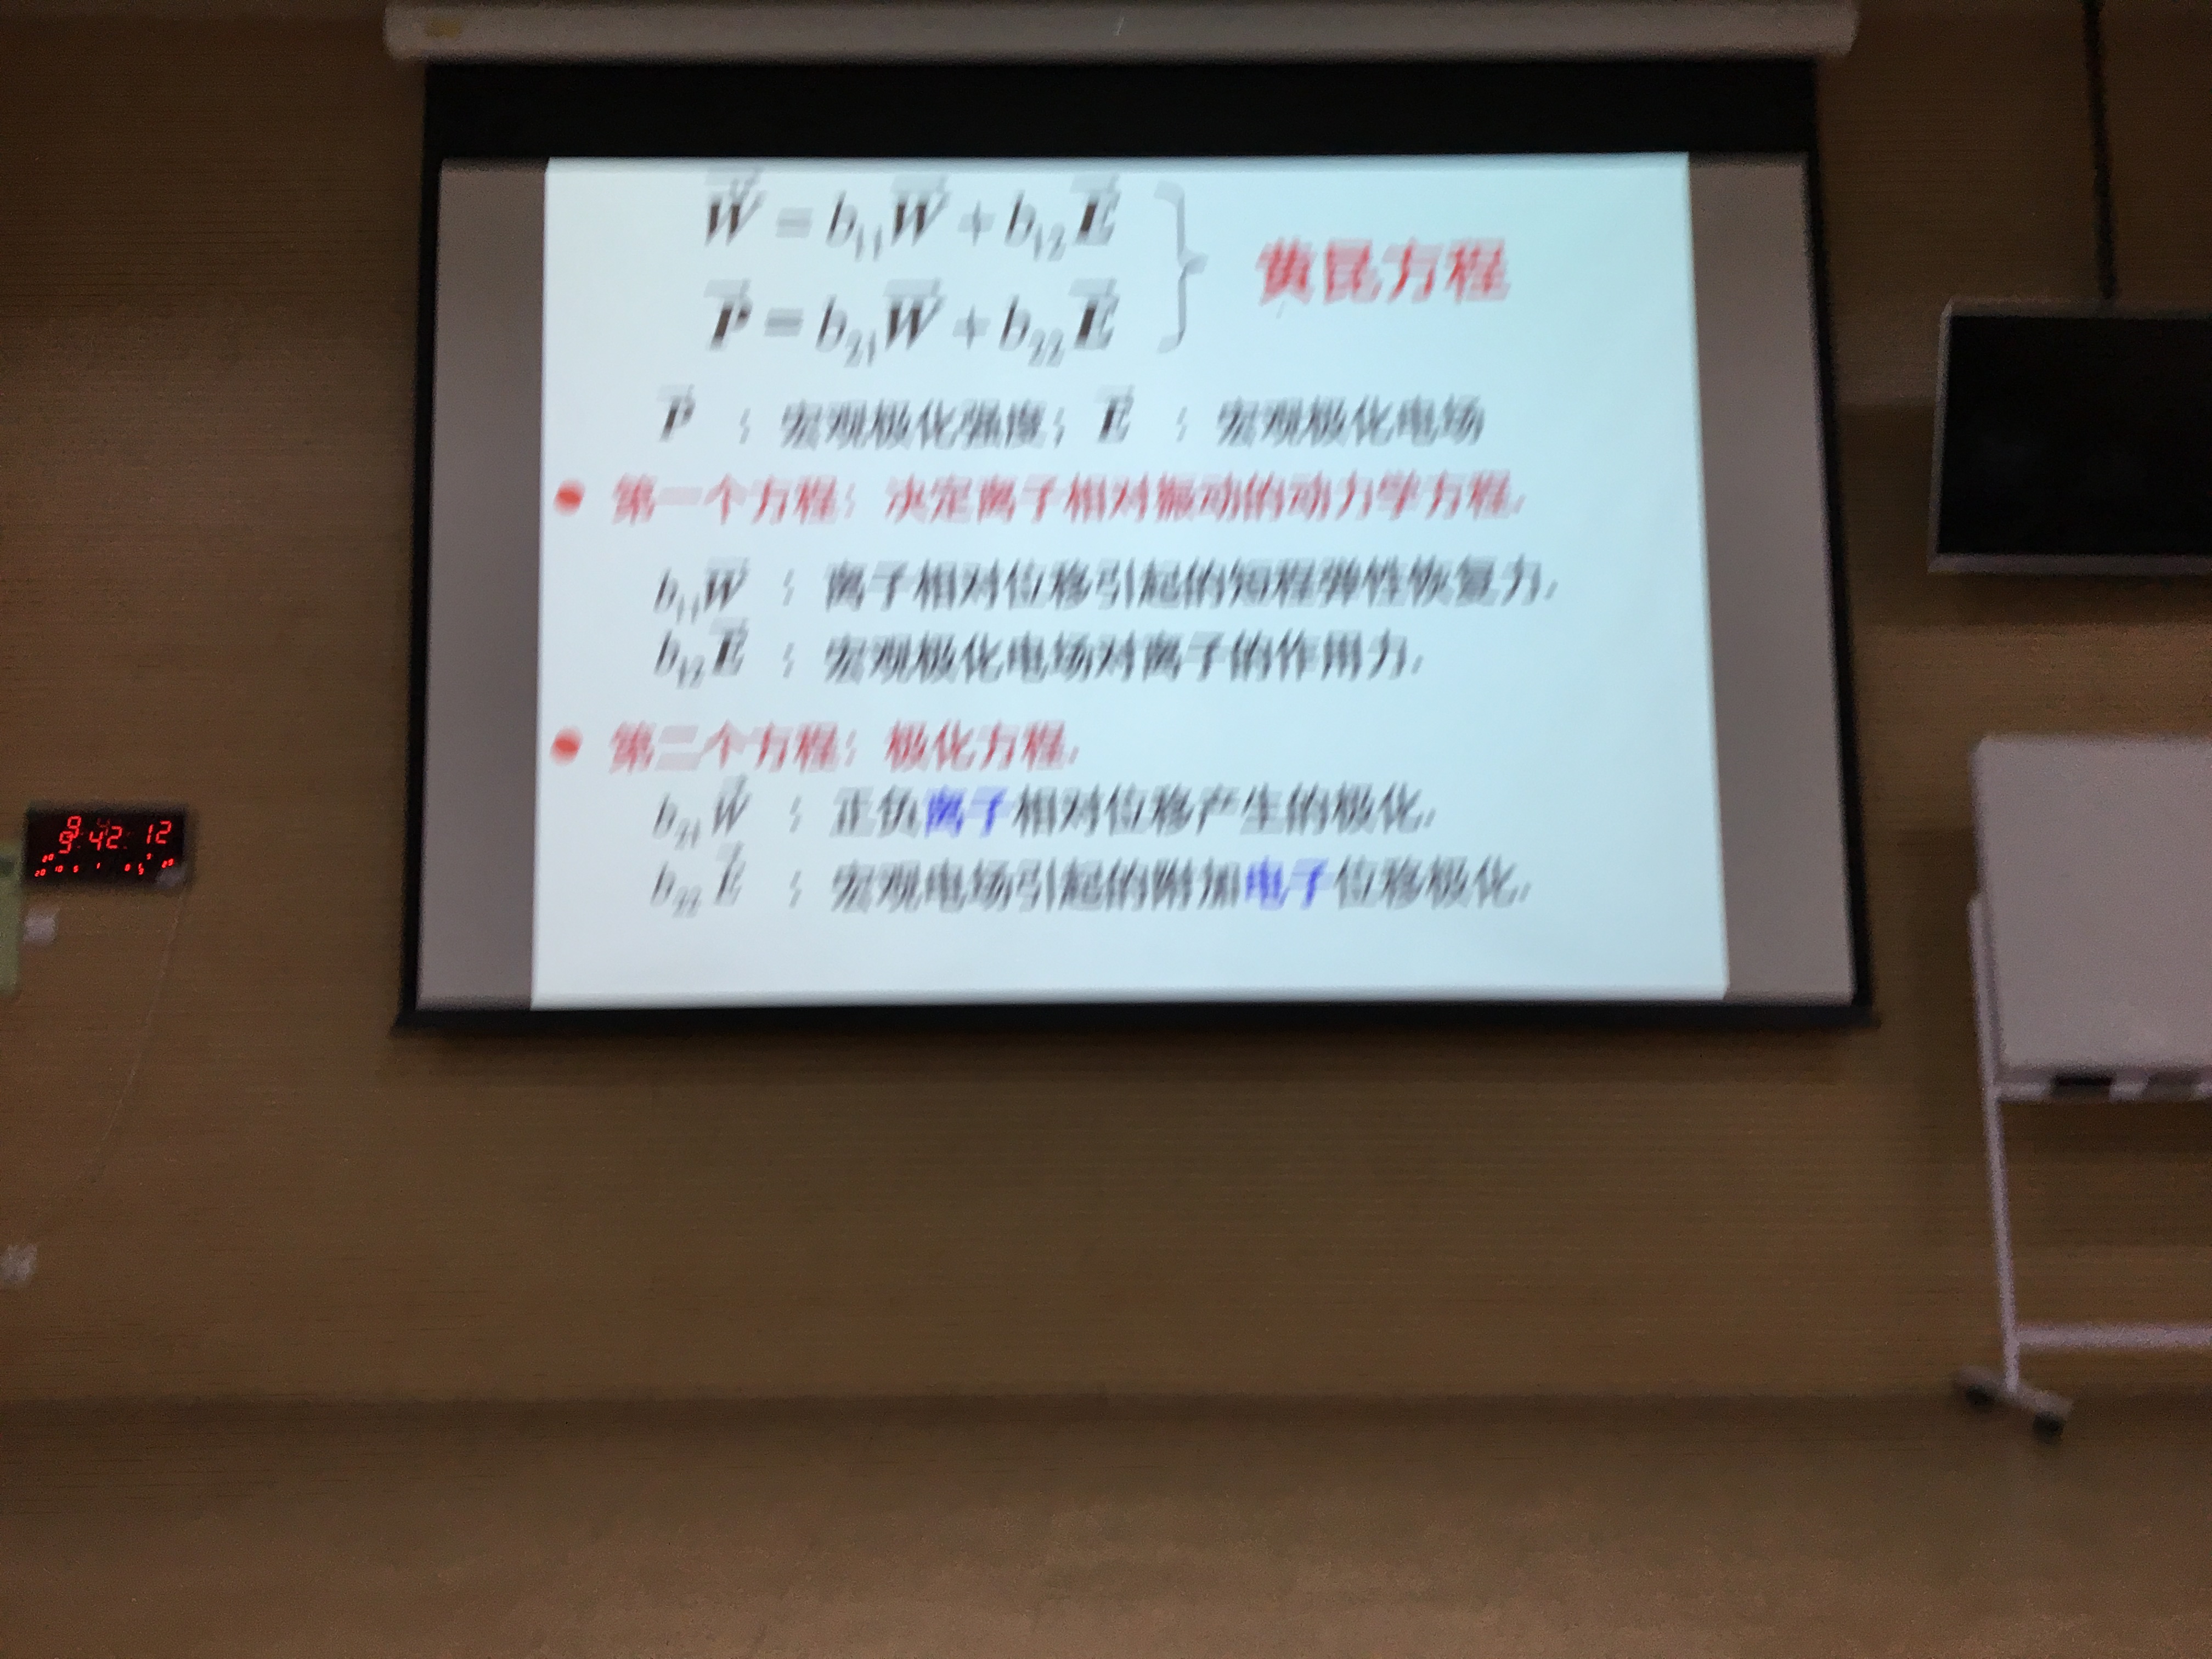 $\ddot{\vec{W}} = b_{11}\vec{W} + b_{12}\vec{E}$
黄昆方程
$\vec{P} = b_{21}\vec{W} + b_{22}\vec{E}$
$\vec{P}$ ：宏观极化强度；$\vec{E}$ ：宏观极化电场
● 第一个方程：决定离子相对振动的动力学方程.
$b_{11}\vec{W}$ ：离子相对位移引起的短程弹性恢复力.
$b_{12}\vec{E}$ ：宏观极化电场对离子的作用力.
● 第二个方程：极化方程.
$b_{21}\vec{W}$ ：正负离子相对位移产生的极化.
$b_{22}\vec{E}$ ：宏观电场引起的附加电子位移极化.
9:42 12